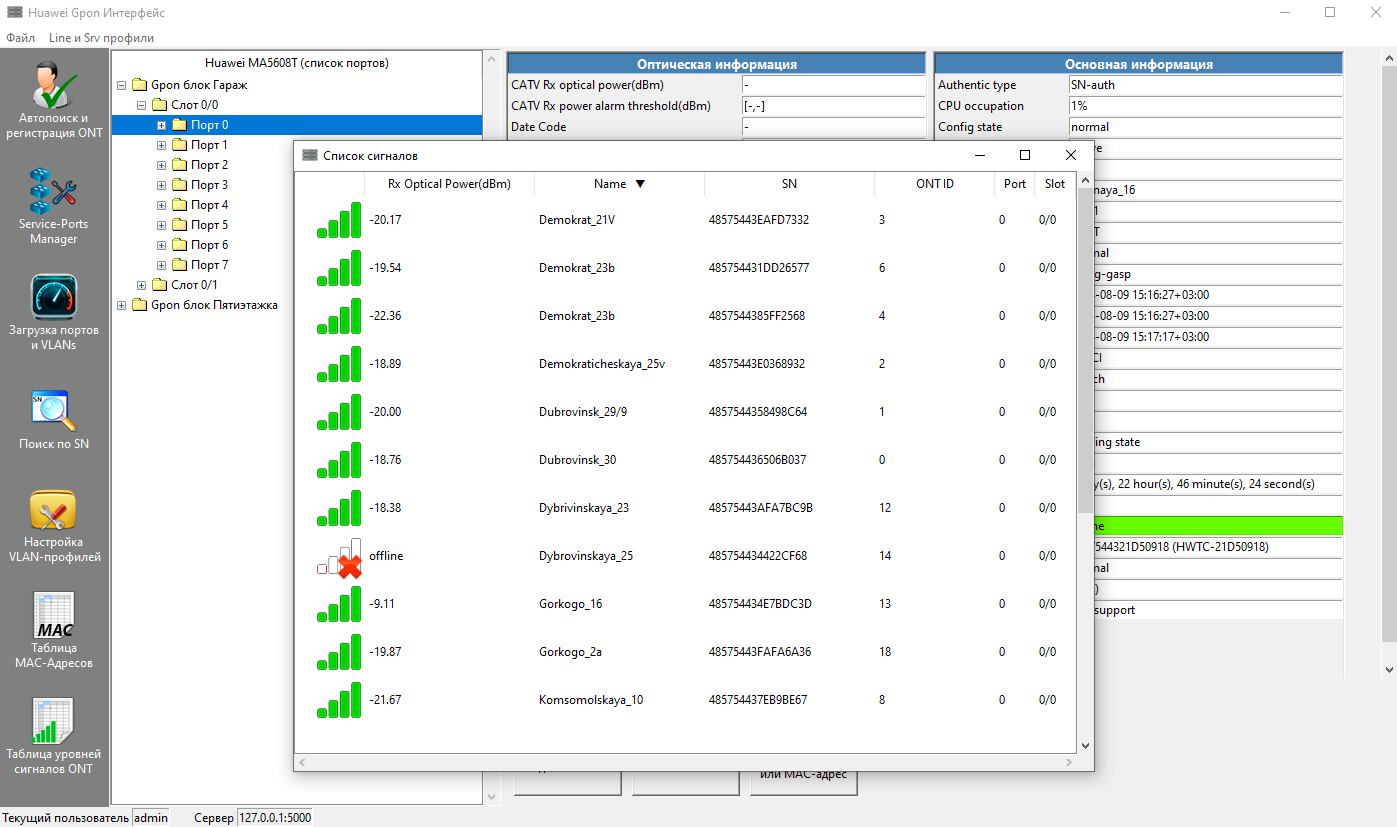 Huawei Gpon Интерфейс
Файл Line и Srv профили
Автопоиск и
регистрация ONT
Service-Ports
Manager
Загрузка портов
и VLANs
SN
Поиск по SN
Настройка
VLAN-профилей
MAC
Таблица
MAC-Адресов
Таблица уровней
сигналов ONT
Huawei MA5608T (список портов)
Gpon блок Гараж
Слот 0/0
Порт 0
Порт 1
Порт 2
Порт 3
Порт 4
Порт 5
Порт 6
Порт 7
Слот 0/1
Gpon блок Пятиэтажка
Оптическая информация
CATV Rx optical power(dBm) -
CATV Rx power alarm threshold(dBm) [-,-]
Date Code -
Основная информация
Authentic type SN-auth
CPU occupation 1%
Config state normal
Список сигналов
Rx Optical Power(dBm) Name ▼ SN ONT ID Port Slot
-20.17 Demokrat_21V 48575443EAFD7332 3 0 0/0
-19.54 Demokrat_23b 485754431DD26577 6 0 0/0
-22.36 Demokrat_23b 4857544385FF2568 4 0 0/0
-18.89 Demokraticheskaya_25v 48575443E0368932 2 0 0/0
-20.00 Dubrovinsk_29/9 4857544358498C64 1 0 0/0
-18.76 Dubrovinsk_30 485754436506B037 0 0 0/0
-18.38 Dybrivinskaya_23 48575443AFA7BC9B 12 0 0/0
offline Dybrovinskaya_25 485754434422CF68 14 0 0/0
-9.11 Gorkogo_16 485754434E7BDC3D 13 0 0/0
-19.87 Gorkogo_2a 48575443FAFA6A36 18 0 0/0
-21.67 Komsomolskaya_10 485754437EB9BE67 8 0 0/0
naya_16
1
T
nal
g-gasp
-08-09 15:16:27+03:00
-08-09 15:16:27+03:00
-08-09 15:17:17+03:00
CI
ch
ing state
y(s), 22 hour(s), 46 minute(s), 24 second(s)
ne
544321D50918 (HWTC-21D50918)
nal
)
support
или MAC-адрес
Текущий пользователь admin Сервер 127.0.0.1:5000